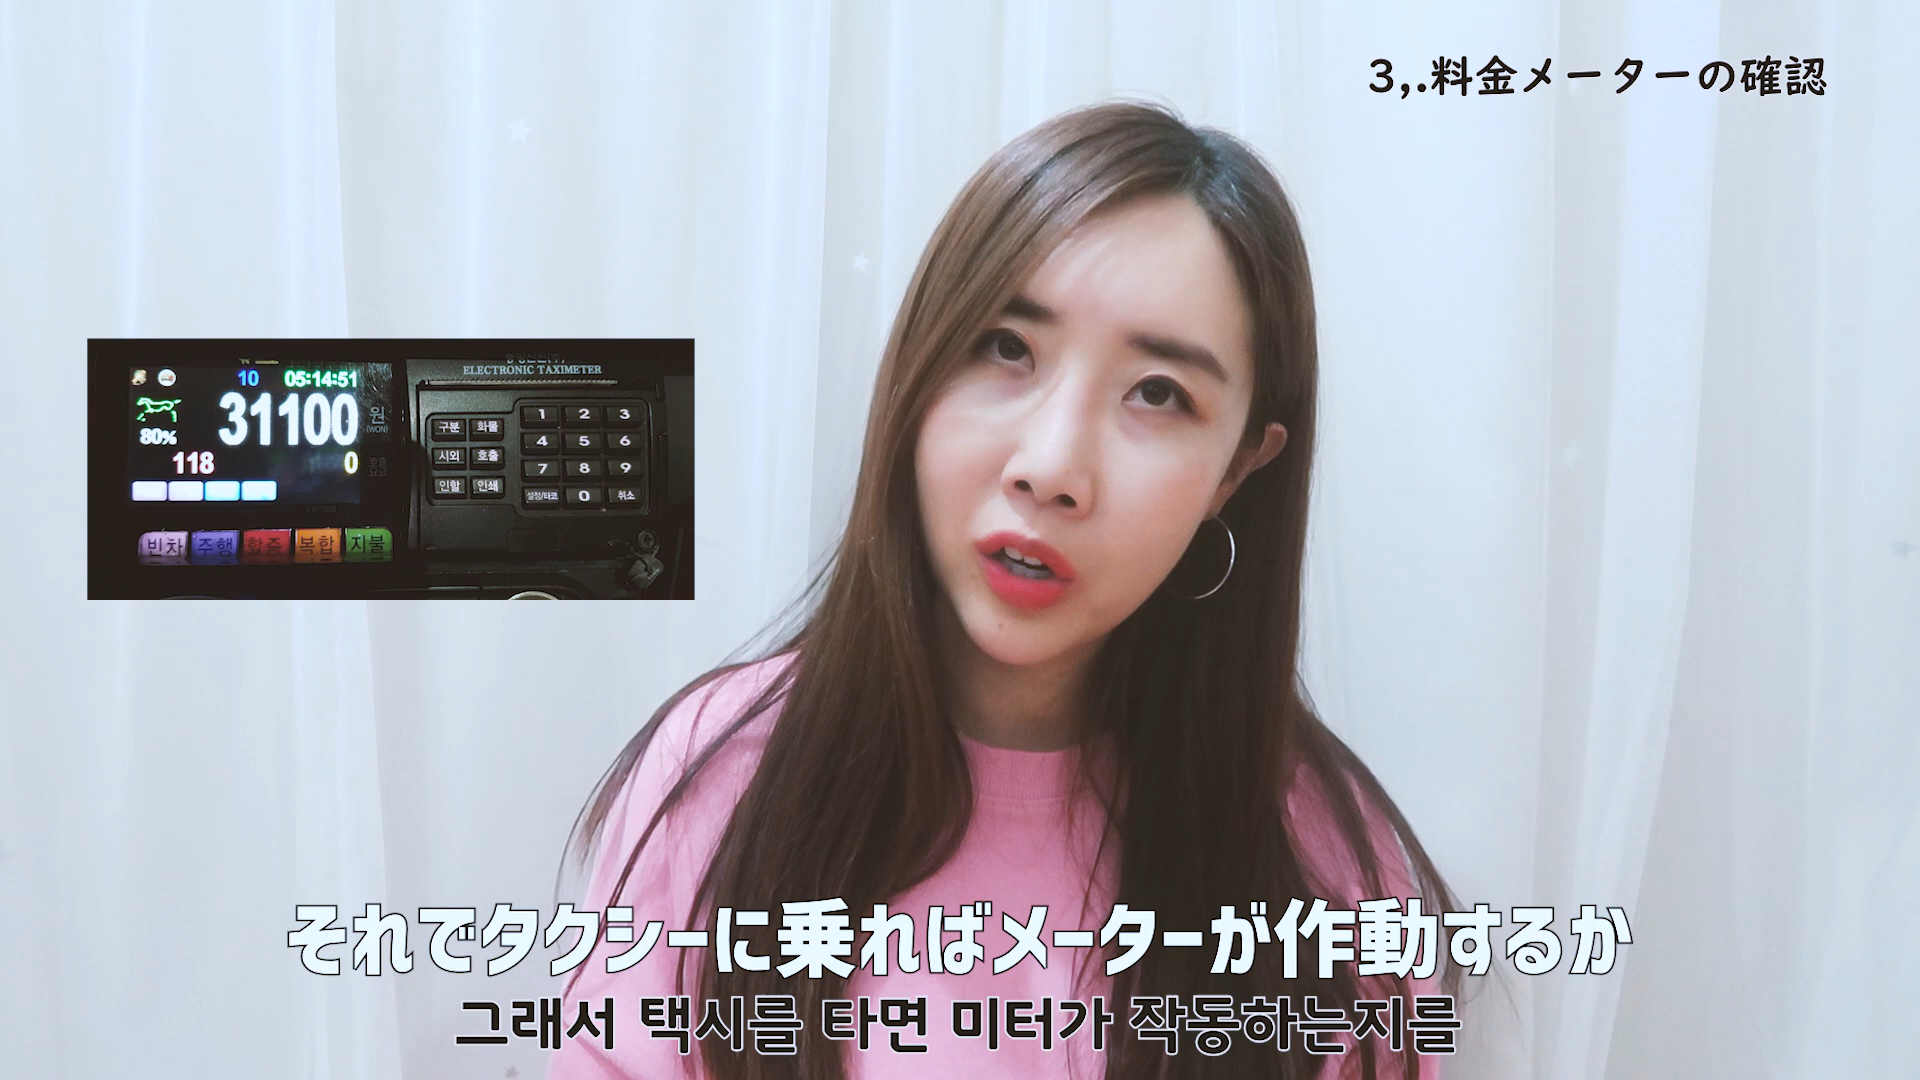 3,.料金メーターの確認
ELECTRONIC TAXIMETER
10 05:14:51
31100 원
(WON)
80%
118 0
구분 화물 1 2 3
시외 호출 4 5 6
인할 인쇄 7 8 9
설정/타코 0 취소
빈차 주행 할증 복합 지불
それでタクシーに乗ればメーターが作動するか
그래서 택시를 타면 미터가 작동하는지를